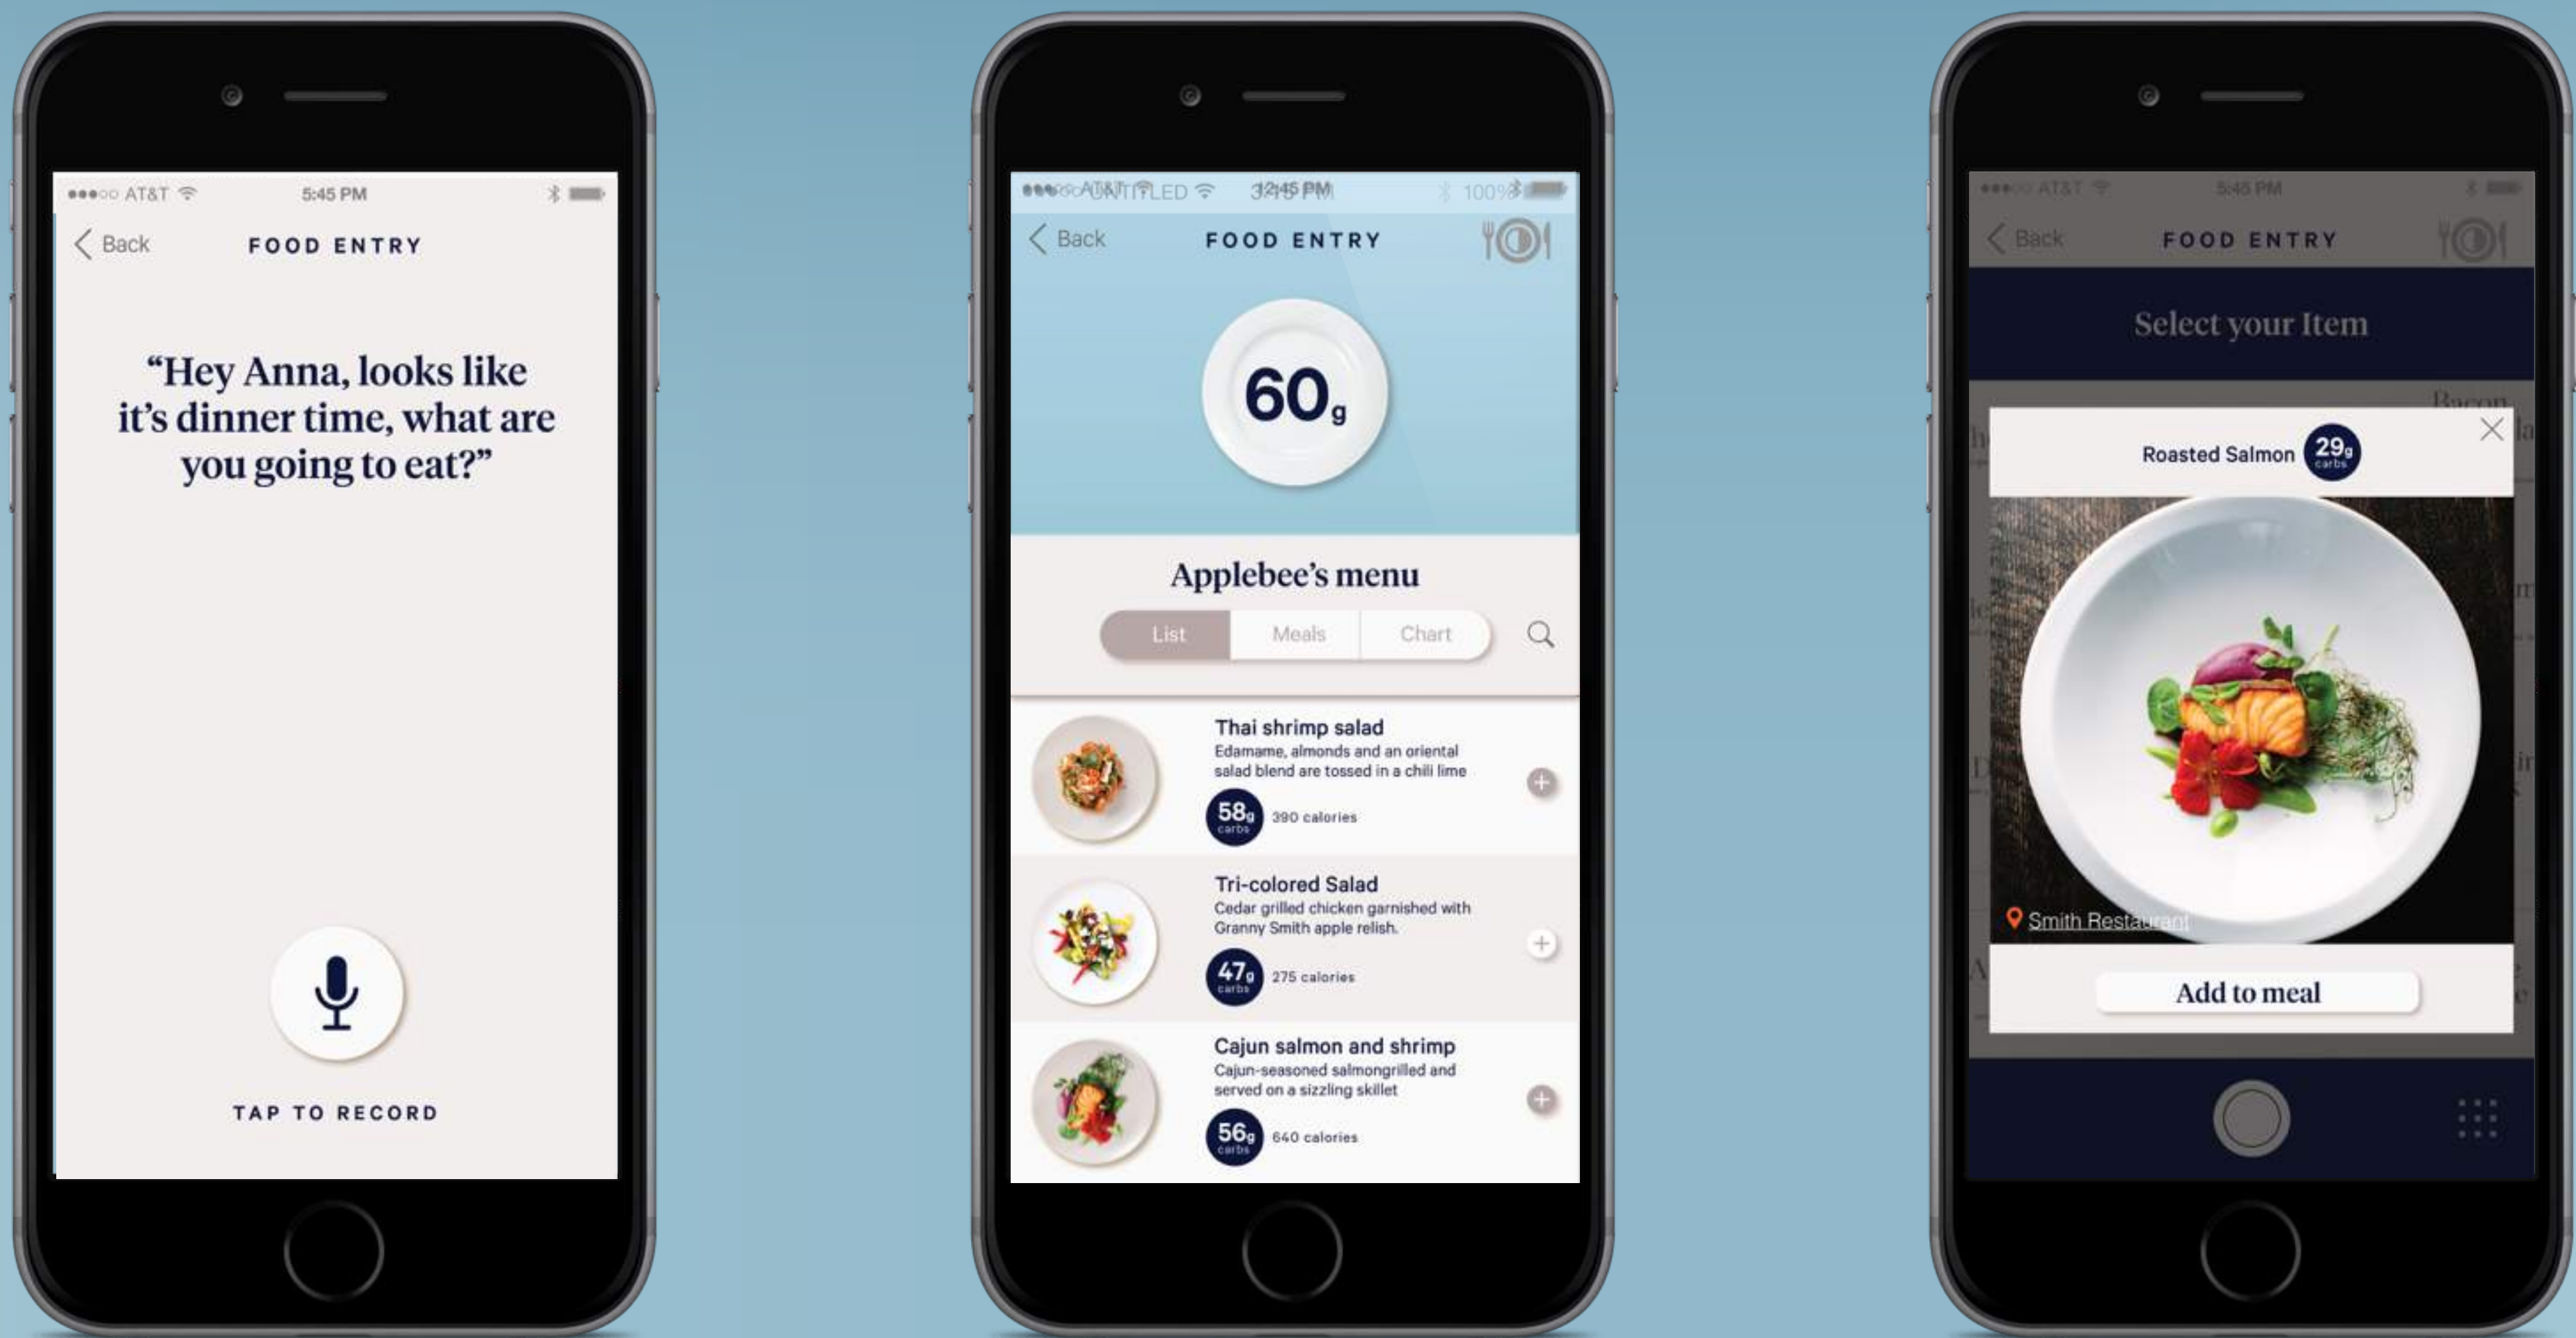 AT&T 5:45 PM
Back FOOD ENTRY
“Hey Anna, looks like
it’s dinner time, what are
you going to eat?”
TAP TO RECORD
100%
Back FOOD ENTRY
60g
Applebee’s menu
List Meals Chart
Thai shrimp salad
Edamame, almonds and an oriental
salad blend are tossed in a chili lime
58g carbs 390 calories
Tri-colored Salad
Cedar grilled chicken garnished with
Granny Smith apple relish.
47g carbs 275 calories
Cajun salmon and shrimp
Cajun-seasoned salmongrilled and
served on a sizzling skillet
56g carbs 640 calories
AT&T 5:45 PM
Back FOOD ENTRY
Select your Item
Bacon
Roasted Salmon 29g carbs
Smith Restaurant
Add to meal